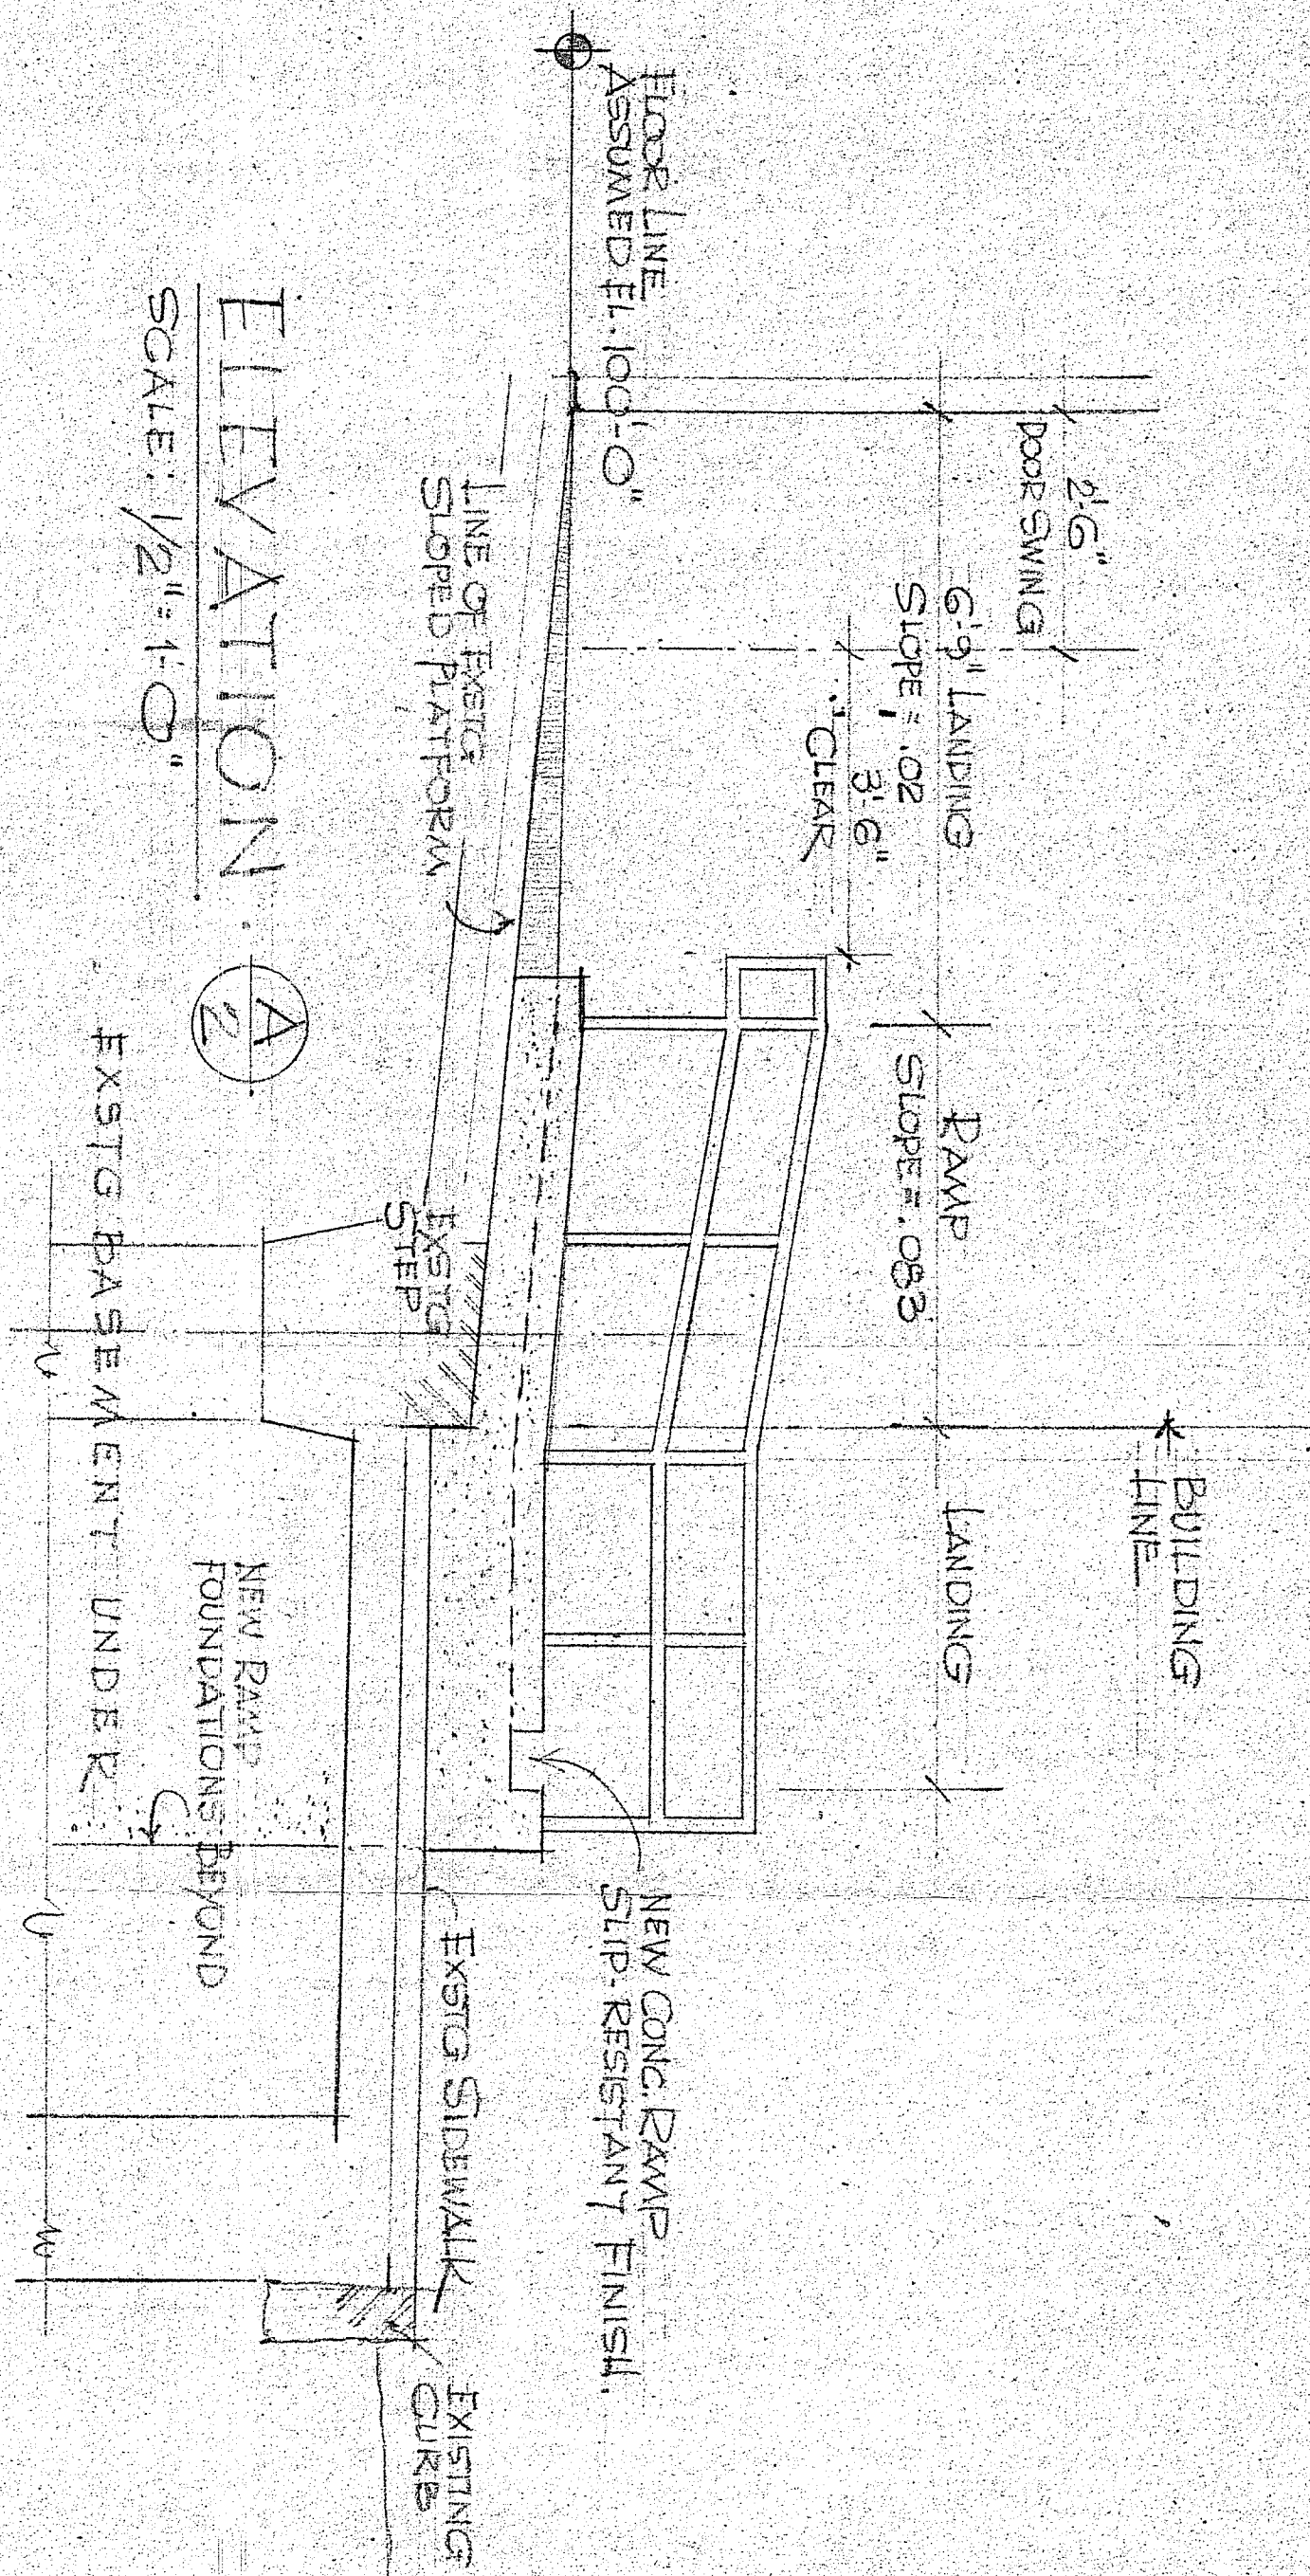 BUILDING
LINE
2'-6"
DOOR SWING
6'-9" LANDING
SLOPE = .02
RAMP
SLOPE = .083
LANDING
3'-6"
CLEAR
FLOOR LINE
ASSUMED EL. 100'-0"
NEW CONC. RAMP
SLIP-RESISTANT FINISH.
LINE OF EXSTG
SLOPED PLATFORM
EXSTG
STEP
EXSTG SIDEWALK
EXISTING
CURB
ELEVATION
SCALE: 1/2" = 1'-0"
A
2
NEW RAMP
FOUNDATIONS BEYOND
EXSTG BASEMENT UNDER